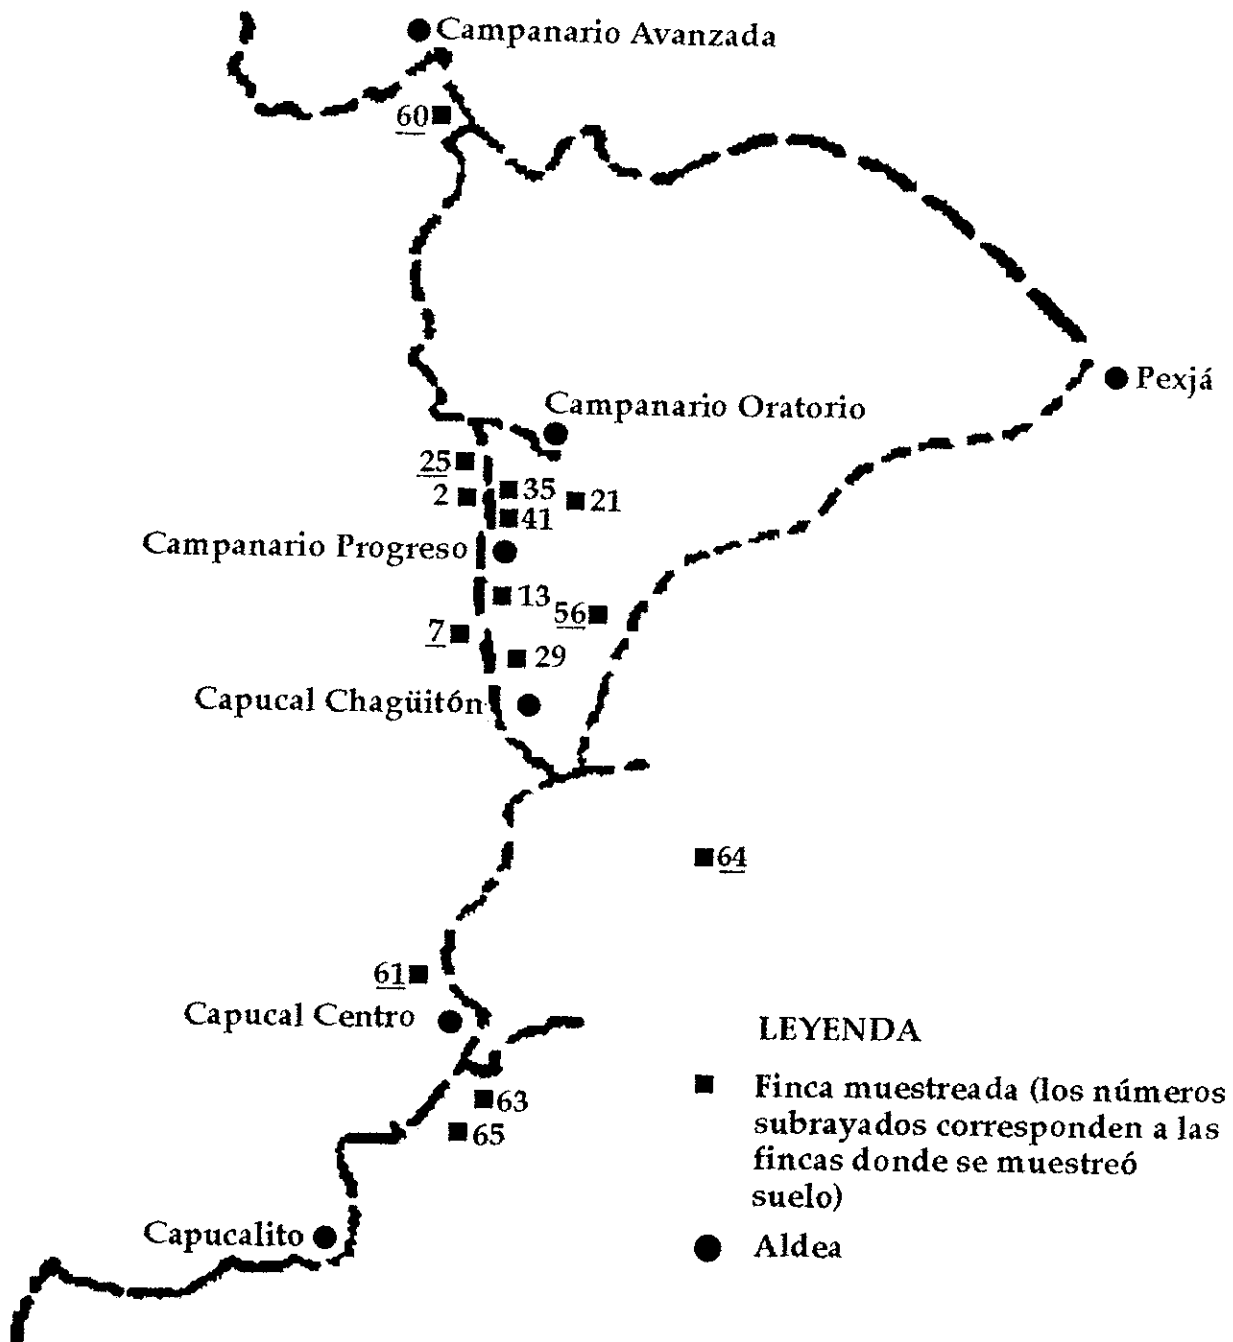 Campanario Avanzada
60
Pexjá
Campanario Oratorio
25
35
2
21
41
Campanario Progreso
13
56
7
29
Capucal Chagüitón
64
61
Capucal Centro
LEYENDA
Finca muestreada (los números
subrayados corresponden a las
fincas donde se muestreó
suelo)
Aldea
63
65
Capucalito